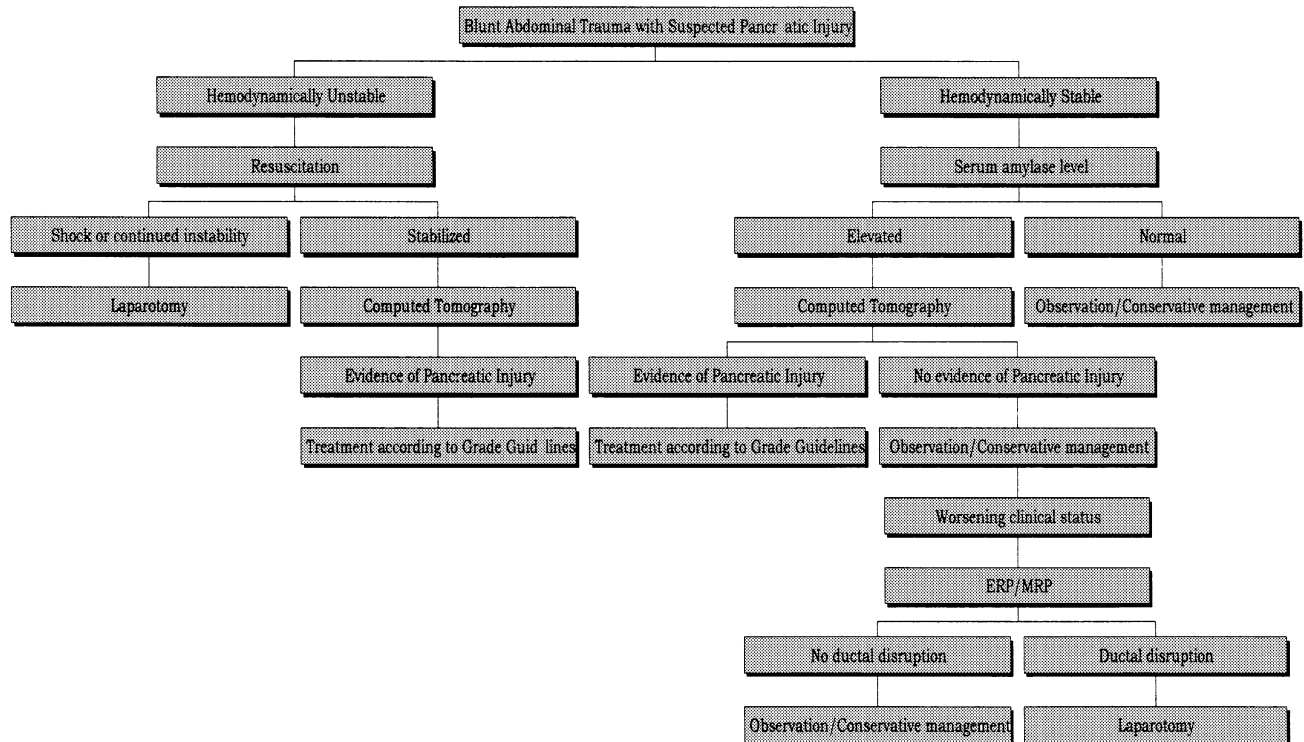 Blunt Abdominal Trauma with Suspected Pancr atic Injury
Hemodynamically Unstable
Hemodynamically Stable
Resuscitation
Serum amylase level
Shock or continued instability
Stabilized
Elevated
Normal
Laparotomy
Computed Tomography
Computed Tomography
Observation/Conservative management
Evidence of Pancreatic Injury
Evidence of Pancreatic Injury
No evidence of Pancreatic Injury
Treatment according to Grade Guid lines
Treatment according to Grade Guidelines
Observation/Conservative management
Worsening clinical status
ERP/MRP
No ductal disruption
Ductal disruption
Observation/Conservative management
Laparotomy